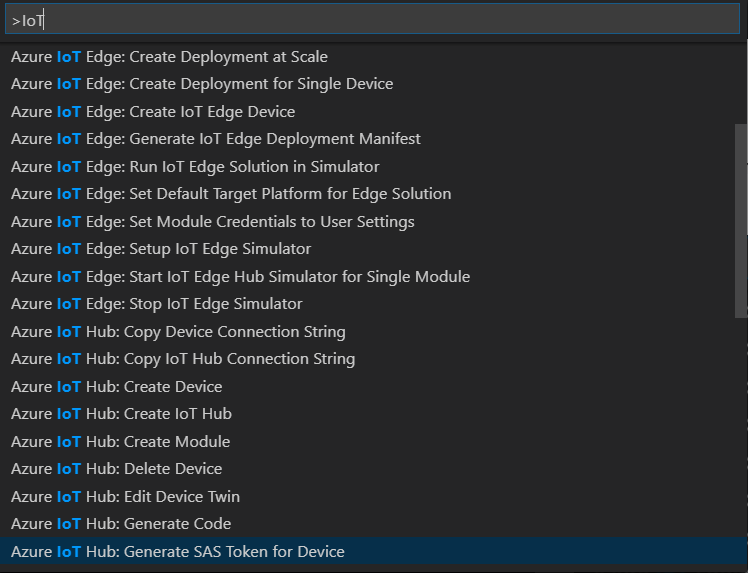 >IoT
Azure IoT Edge: Create Deployment at Scale
Azure IoT Edge: Create Deployment for Single Device
Azure IoT Edge: Create IoT Edge Device
Azure IoT Edge: Generate IoT Edge Deployment Manifest
Azure IoT Edge: Run IoT Edge Solution in Simulator
Azure IoT Edge: Set Default Target Platform for Edge Solution
Azure IoT Edge: Set Module Credentials to User Settings
Azure IoT Edge: Setup IoT Edge Simulator
Azure IoT Edge: Start IoT Edge Hub Simulator for Single Module
Azure IoT Edge: Stop IoT Edge Simulator
Azure IoT Hub: Copy Device Connection String
Azure IoT Hub: Copy IoT Hub Connection String
Azure IoT Hub: Create Device
Azure IoT Hub: Create IoT Hub
Azure IoT Hub: Create Module
Azure IoT Hub: Delete Device
Azure IoT Hub: Edit Device Twin
Azure IoT Hub: Generate Code
Azure IoT Hub: Generate SAS Token for Device